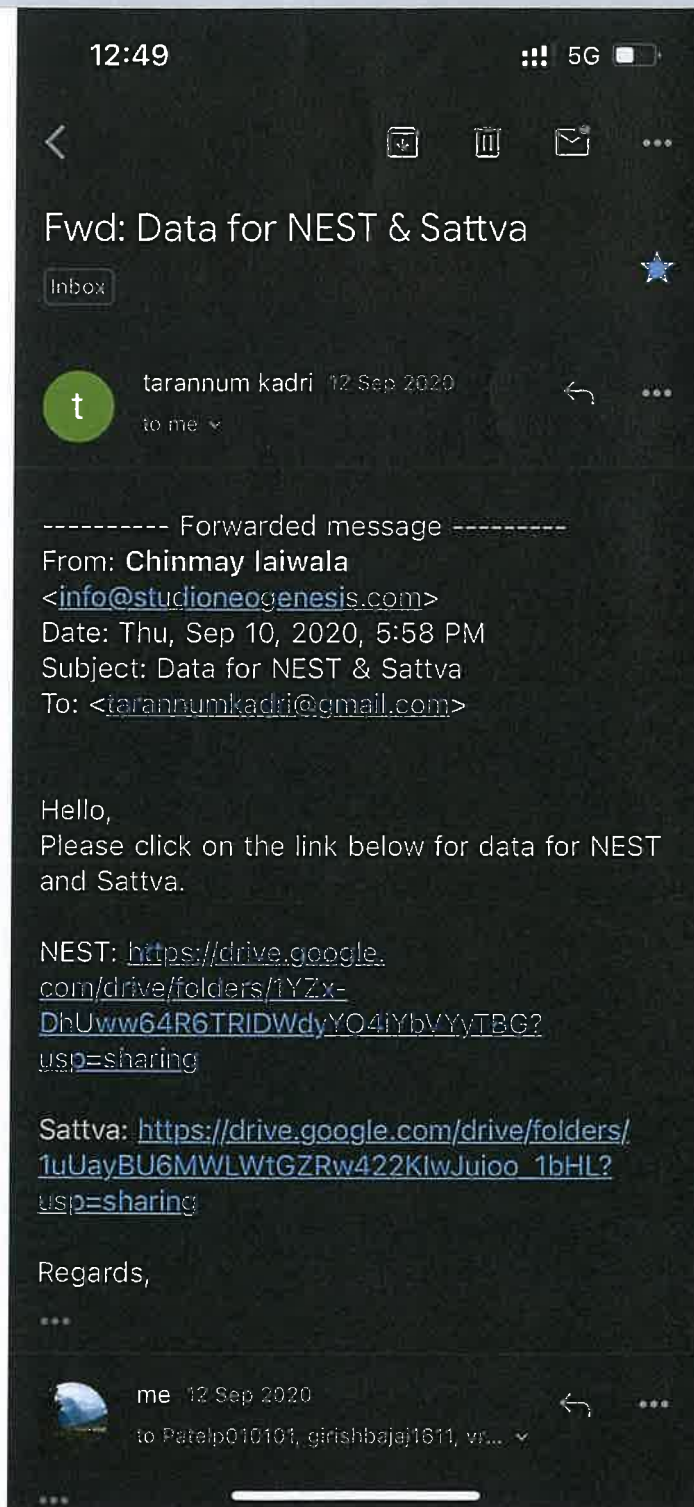 12:49
5G
Fwd: Data for NEST & Sattva
Inbox
t
tarannum kadri 12 Sep 2020
to me
---------- Forwarded message ---------
From: Chinmay laiwala
<info@studioneogenesis.com>
Date: Thu, Sep 10, 2020, 5:58 PM
Subject: Data for NEST & Sattva
To: <tarannumkadri@gmail.com>
Hello,
Please click on the link below for data for NEST
and Sattva.
NEST: https://drive.google.
com/drive/folders/1YZx-
DhUww64R6TRIDWdyYO4iYbVYyTBG?
usp=sharing
Sattva: https://drive.google.com/drive/folders/
1uUayBU6MWLWtGZRw422KIwJuioo_1bHL?
usp=sharing
Regards,
me 12 Sep 2020
to Patelp010101, girishbajaj1611, vr...